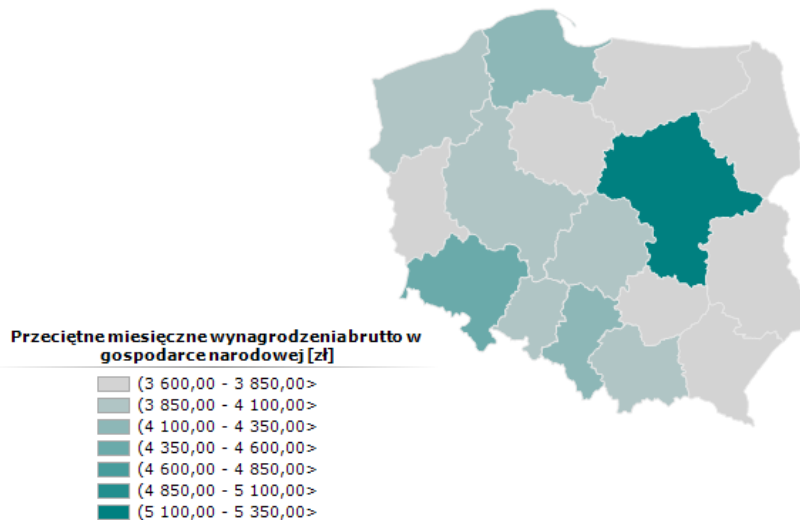 Przeciętne miesięczne wynagrodzenia brutto w
gospodarce narodowej [zł]
(3 600,00 - 3 850,00>
(3 850,00 - 4 100,00>
(4 100,00 - 4 350,00>
(4 350,00 - 4 600,00>
(4 600,00 - 4 850,00>
(4 850,00 - 5 100,00>
(5 100,00 - 5 350,00>